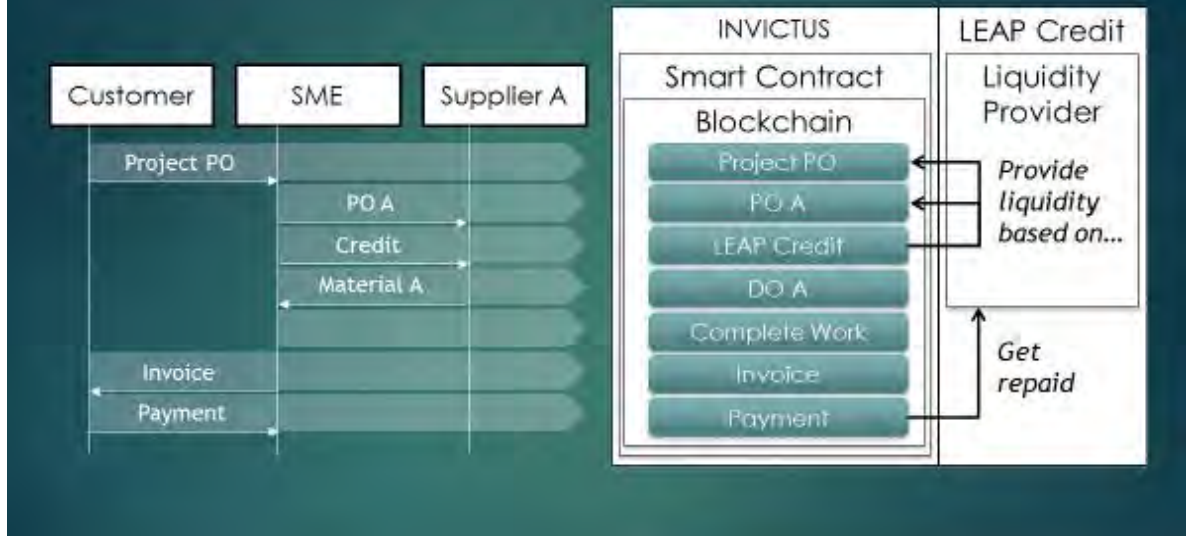 Customer
SME
Supplier A
Project PO
PO A
Credit
Material A
Invoice
Payment
INVICTUS
Smart Contract
Blockchain
Project PO
PO A
LEAP Credit
DO A
Complete Work
Invoice
Payment
LEAP Credit
Liquidity
Provider
Provide
liquidity
based on...
Get
repaid